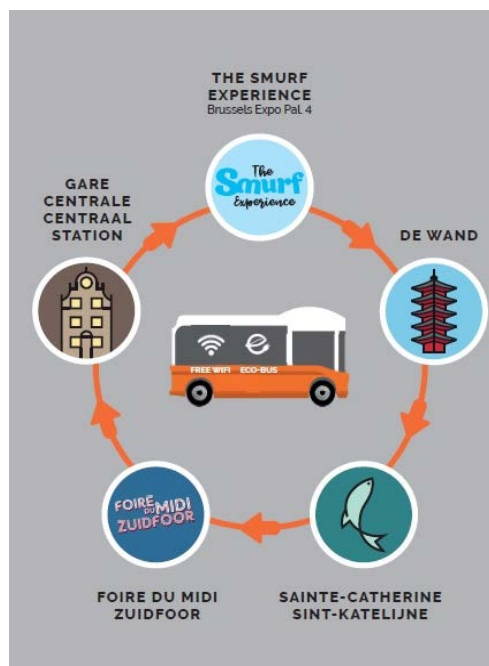 THE SMURF
EXPERIENCE
Brussels Expo Pal. 4
The
Smurf
Experience
GARE
CENTRALE
CENTRAAL
STATION
DE WAND
FREE WIFI ECO-BUS
FOIRE
DU MIDI
ZUIDFOOR
FOIRE DU MIDI
ZUIDFOOR
SAINTE-CATHERINE
SINT-KATELIJNE